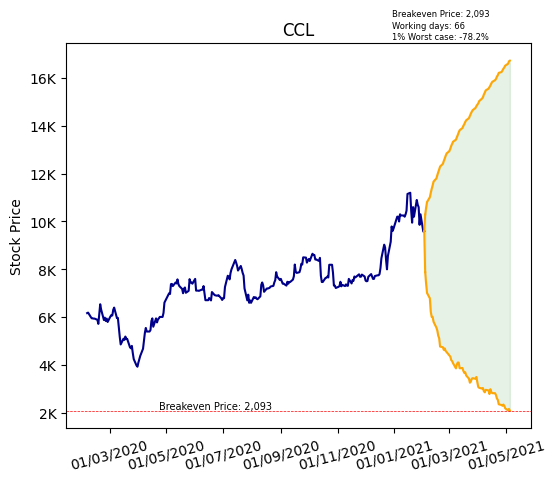 Breakeven Price: 2,093
Working days: 66
1% Worst case: -78.2%
CCL
Stock Price
16K
14K
12K
10K
8K
6K
4K
2K
Breakeven Price: 2,093
01/03/2020
01/05/2020
01/07/2020
01/09/2020
01/11/2020
01/01/2021
01/03/2021
01/05/2021